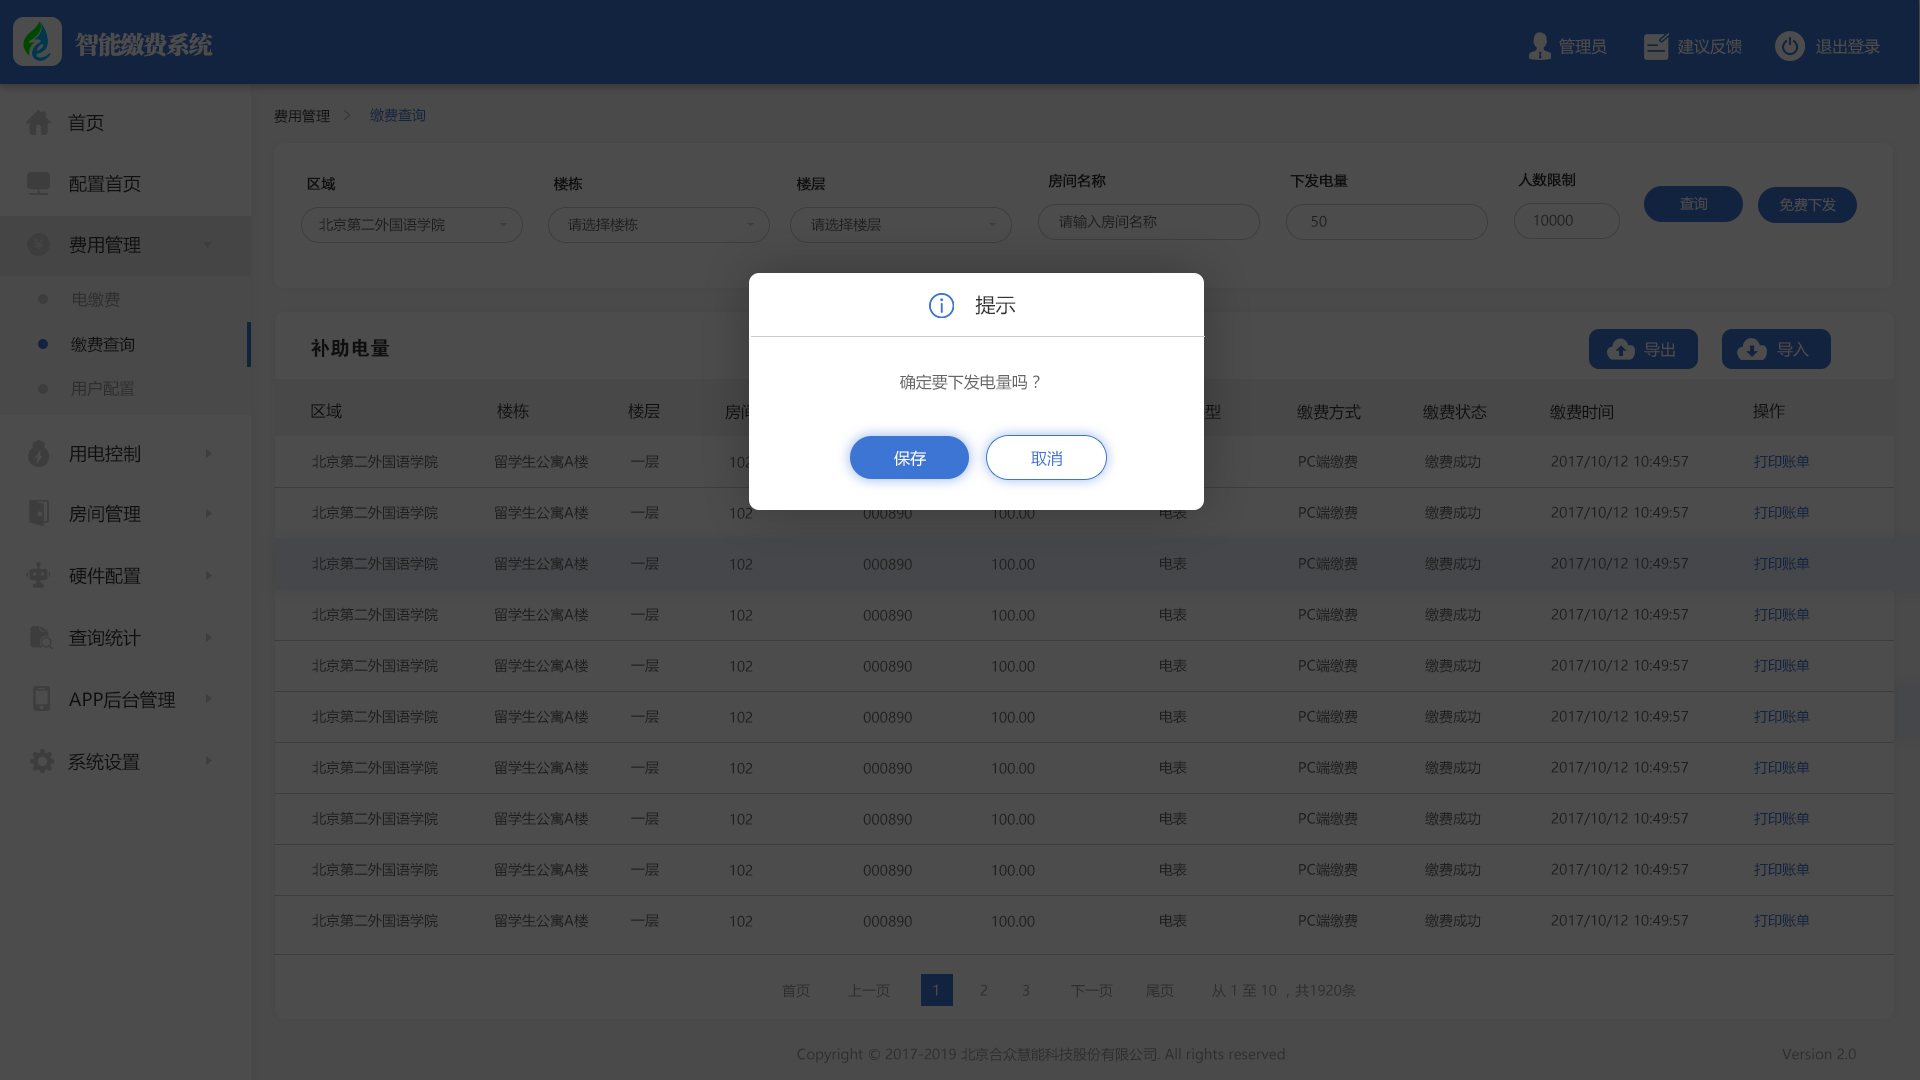 智能缴费系统
管理员 建议反馈 退出登录
首页
配置首页
费用管理
电缴费
缴费查询
用户配置
用电控制
房间管理
硬件配置
查询统计
APP后台管理
系统设置
费用管理 > 缴费查询
区域 楼栋 楼层 房间名称 下发电量 人数限制
北京第二外国语学院 请选择楼栋 请选择楼层 请输入房间名称 50 10000 查询 免费下发
提示
确定要下发电量吗？
保存 取消
补助电量 导出 导入
区域 楼栋 楼层 房间 型 缴费方式 缴费状态 缴费时间 操作
北京第二外国语学院 留学生公寓A楼 一层 102 PC端缴费 缴费成功 2017/10/12 10:49:57 打印账单
北京第二外国语学院 留学生公寓A楼 一层 102 000890 100.00 电表 PC端缴费 缴费成功 2017/10/12 10:49:57 打印账单
北京第二外国语学院 留学生公寓A楼 一层 102 000890 100.00 电表 PC端缴费 缴费成功 2017/10/12 10:49:57 打印账单
北京第二外国语学院 留学生公寓A楼 一层 102 000890 100.00 电表 PC端缴费 缴费成功 2017/10/12 10:49:57 打印账单
北京第二外国语学院 留学生公寓A楼 一层 102 000890 100.00 电表 PC端缴费 缴费成功 2017/10/12 10:49:57 打印账单
北京第二外国语学院 留学生公寓A楼 一层 102 000890 100.00 电表 PC端缴费 缴费成功 2017/10/12 10:49:57 打印账单
北京第二外国语学院 留学生公寓A楼 一层 102 000890 100.00 电表 PC端缴费 缴费成功 2017/10/12 10:49:57 打印账单
北京第二外国语学院 留学生公寓A楼 一层 102 000890 100.00 电表 PC端缴费 缴费成功 2017/10/12 10:49:57 打印账单
北京第二外国语学院 留学生公寓A楼 一层 102 000890 100.00 电表 PC端缴费 缴费成功 2017/10/12 10:49:57 打印账单
北京第二外国语学院 留学生公寓A楼 一层 102 000890 100.00 电表 PC端缴费 缴费成功 2017/10/12 10:49:57 打印账单
首页 上一页 1 2 3 下一页 尾页 从 1 至 10 ，共1920条
Copyright © 2017-2019 北京合众慧能科技股份有限公司. All rights reserved Version 2.0